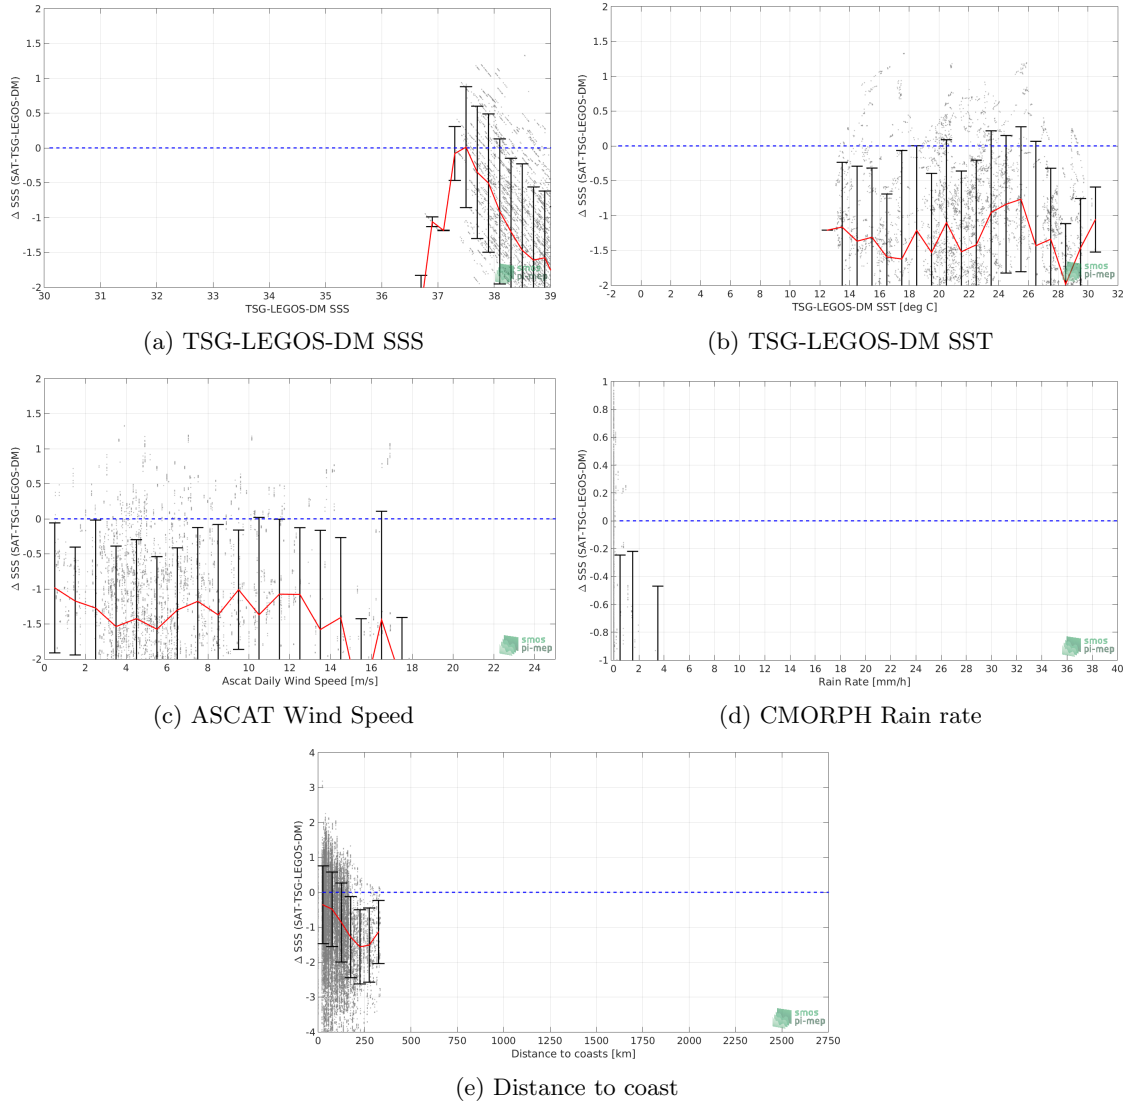 2
1.5
1
0.5
0
-0.5
-1
-1.5
-2
Δ SSS (SAT-TSG-LEGOS-DM)
30 31 32 33 34 35 36 37 38 39
TSG-LEGOS-DM SSS
smos
pi-mep
(a) TSG-LEGOS-DM SSS
2
1.5
1
0.5
0
-0.5
-1
-1.5
-2
Δ SSS (SAT-TSG-LEGOS-DM)
-2 0 2 4 6 8 10 12 14 16 18 20 22 24 26 28 30 32
TSG-LEGOS-DM SST [deg C]
smos
pi-mep
(b) TSG-LEGOS-DM SST
2
1.5
1
0.5
0
-0.5
-1
-1.5
-2
Δ SSS (SAT-TSG-LEGOS-DM)
0 2 4 6 8 10 12 14 16 18 20 22 24
Ascat Daily Wind Speed [m/s]
smos
pi-mep
(c) ASCAT Wind Speed
1
0.8
0.6
0.4
0.2
0
-0.2
-0.4
-0.6
-0.8
-1
Δ SSS (SAT-TSG-LEGOS-DM)
0 2 4 6 8 10 12 14 16 18 20 22 24 26 28 30 32 34 36 38 40
Rain Rate [mm/h]
smos
pi-mep
(d) CMORPH Rain rate
4
3
2
1
0
-1
-2
-3
-4
Δ SSS (SAT-TSG-LEGOS-DM)
0 250 500 750 1000 1250 1500 1750 2000 2250 2500 2750
Distance to coasts [km]
smos
pi-mep
(e) Distance to coast